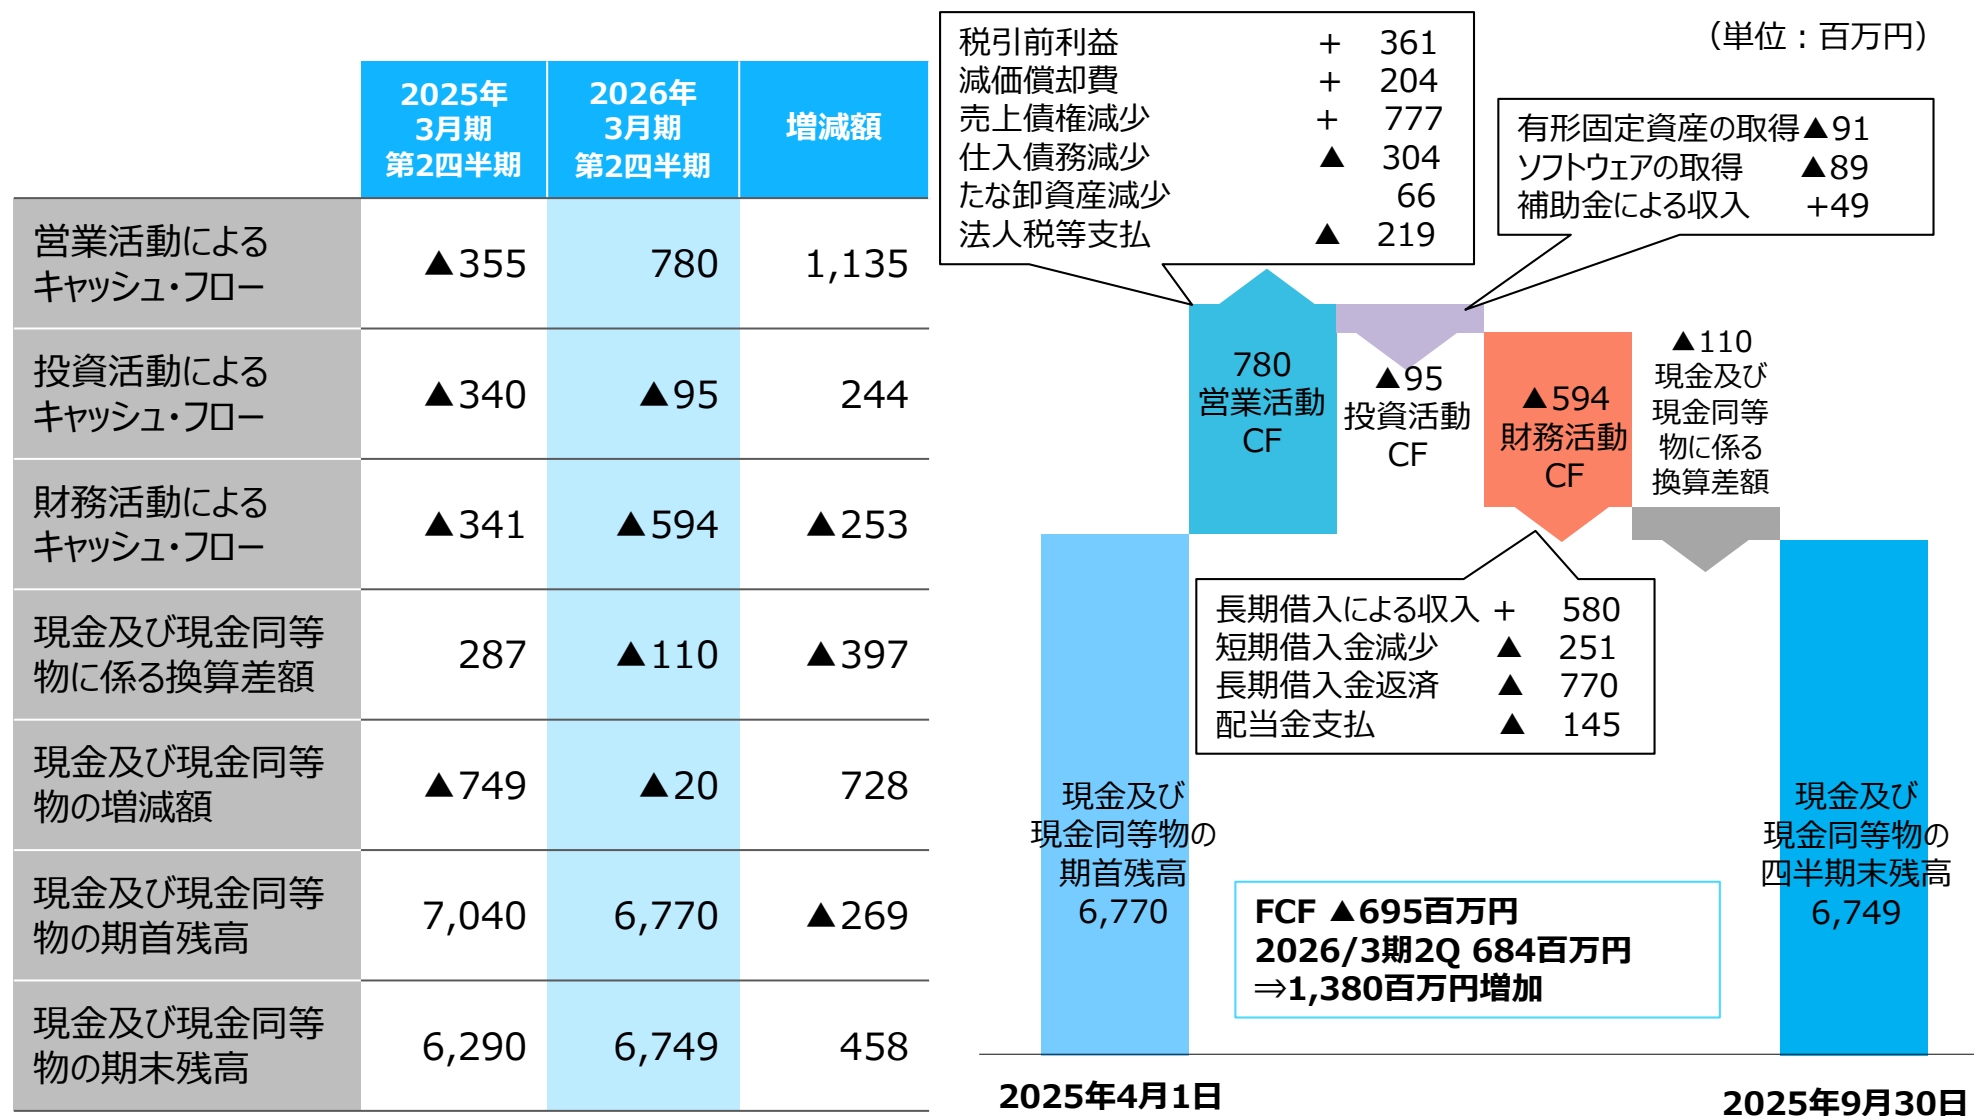 （単位：百万円）
2025年
3月期
第2四半期
2026年
3月期
第2四半期
増減額
営業活動による
キャッシュ・フロー
▲355
780
1,135
投資活動による
キャッシュ・フロー
▲340
▲95
244
財務活動による
キャッシュ・フロー
▲341
▲594
▲253
現金及び現金同等
物に係る換算差額
287
▲110
▲397
現金及び現金同等
物の増減額
▲749
▲20
728
現金及び現金同等
物の期首残高
7,040
6,770
▲269
現金及び現金同等
物の期末残高
6,290
6,749
458
税引前利益 + 361
減価償却費 + 204
売上債権減少 + 777
仕入債務減少 ▲ 304
たな卸資産減少 66
法人税等支払 ▲ 219
有形固定資産の取得▲91
ソフトウェアの取得 ▲89
補助金による収入 +49
780
営業活動
CF
▲95
投資活動
CF
▲594
財務活動
CF
▲110
現金及び
現金同等
物に係る
換算差額
長期借入による収入 + 580
短期借入金減少 ▲ 251
長期借入金返済 ▲ 770
配当金支払 ▲ 145
現金及び
現金同等物の
期首残高
6,770
現金及び
現金同等物の
四半期末残高
6,749
FCF ▲695百万円
2026/3期2Q 684百万円
⇒1,380百万円増加
2025年4月1日
2025年9月30日